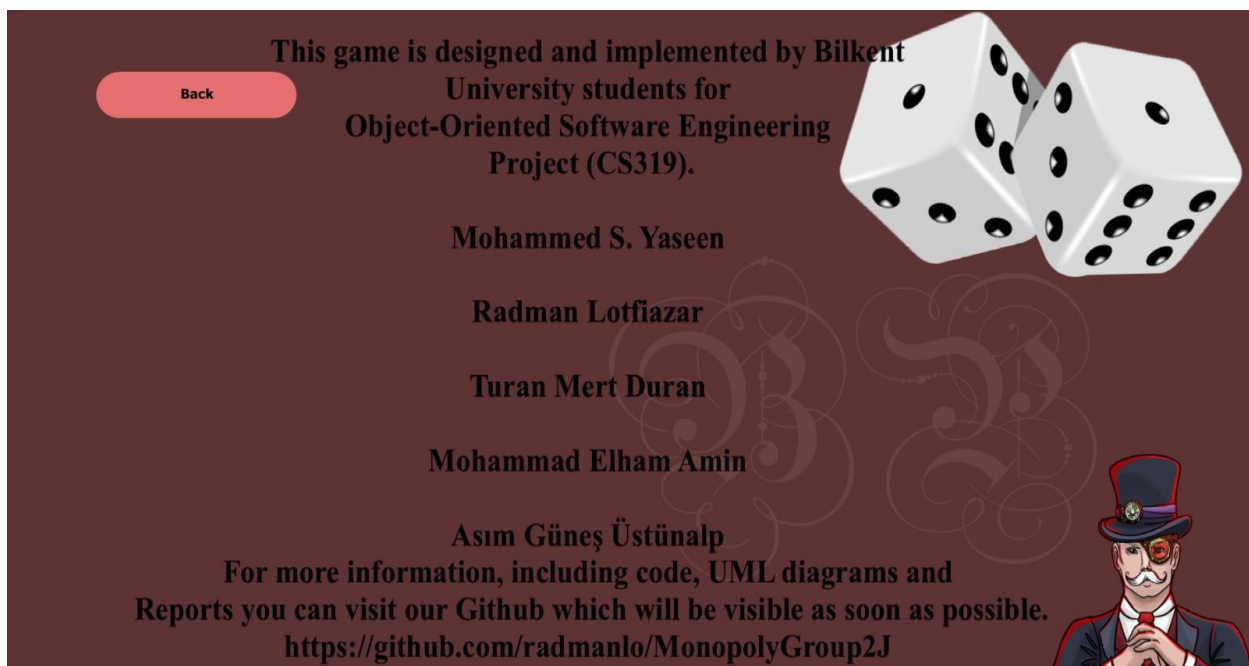 This game is designed and implemented by Bilkent
Back
University students for
Object-Oriented Software Engineering
Project (CS319).
Mohammed S. Yaseen
Radman Lotfiazar
Turan Mert Duran
Mohammad Elham Amin
Asım Güneş Üstünalp
For more information, including code, UML diagrams and
Reports you can visit our Github which will be visible as soon as possible.
https://github.com/radmanlo/MonopolyGroup2J